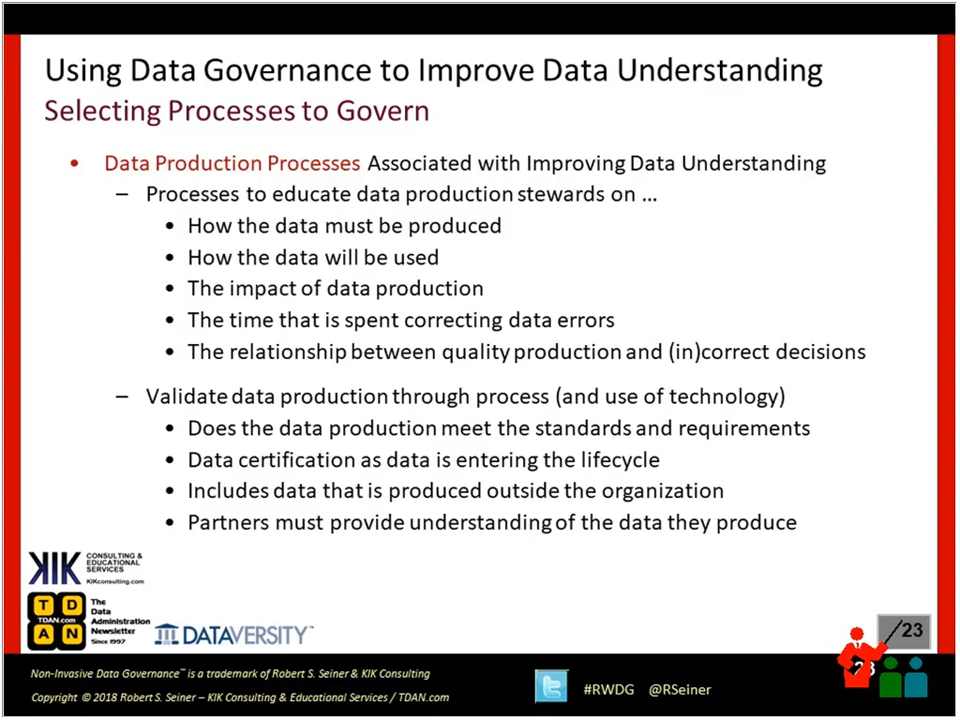 Using Data Governance to Improve Data Understanding
Selecting Processes to Govern
• Data Production Processes Associated with Improving Data Understanding
– Processes to educate data production stewards on …
• How the data must be produced
• How the data will be used
• The impact of data production
• The time that is spent correcting data errors
• The relationship between quality production and (in)correct decisions
– Validate data production through process (and use of technology)
• Does the data production meet the standards and requirements
• Data certification as data is entering the lifecycle
• Includes data that is produced outside the organization
• Partners must provide understanding of the data they produce
KIK CONSULTING &
EDUCATIONAL
SERVICES
KIKconsulting.com
T D
TDAN.com
A N
The
Data
Administration
Newsletter
Since 1997
DATAVERSITY™
23
Non-Invasive Data Governance™ is a trademark of Robert S. Seiner & KIK Consulting
Copyright © 2018 Robert S. Seiner – KIK Consulting & Educational Services / TDAN.com
#RWDG @RSeiner